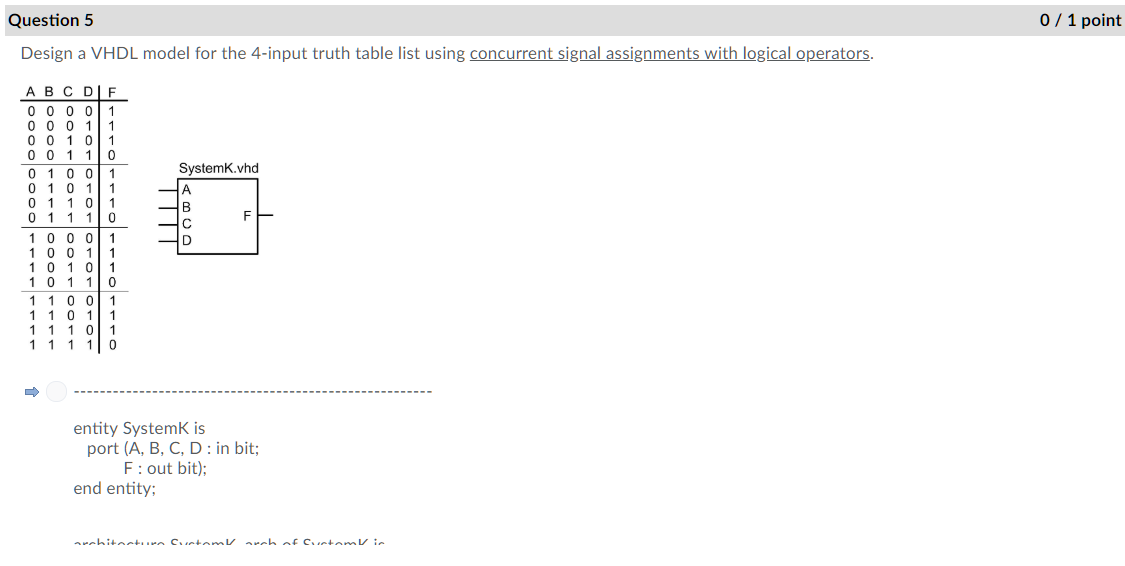 Question 5
0 / 1 point
Design a VHDL model for the 4-input truth table list using concurrent signal assignments with logical operators.
A B C D F
0 0 0 0 1
0 0 0 1 1
0 0 1 0 1
0 0 1 1 0
0 1 0 0 1
0 1 0 1 1
0 1 1 0 1
0 1 1 1 0
1 0 0 0 1
1 0 0 1 1
1 0 1 0 1
1 0 1 1 0
1 1 0 0 1
1 1 0 1 1
1 1 1 0 1
1 1 1 1 0
SystemK.vhd
A
B
C
D
F
-----------------------------------------------------------
entity SystemK is
port (A, B, C, D : in bit;
F : out bit);
end entity;
architecture SystemK_arch of SystemK is